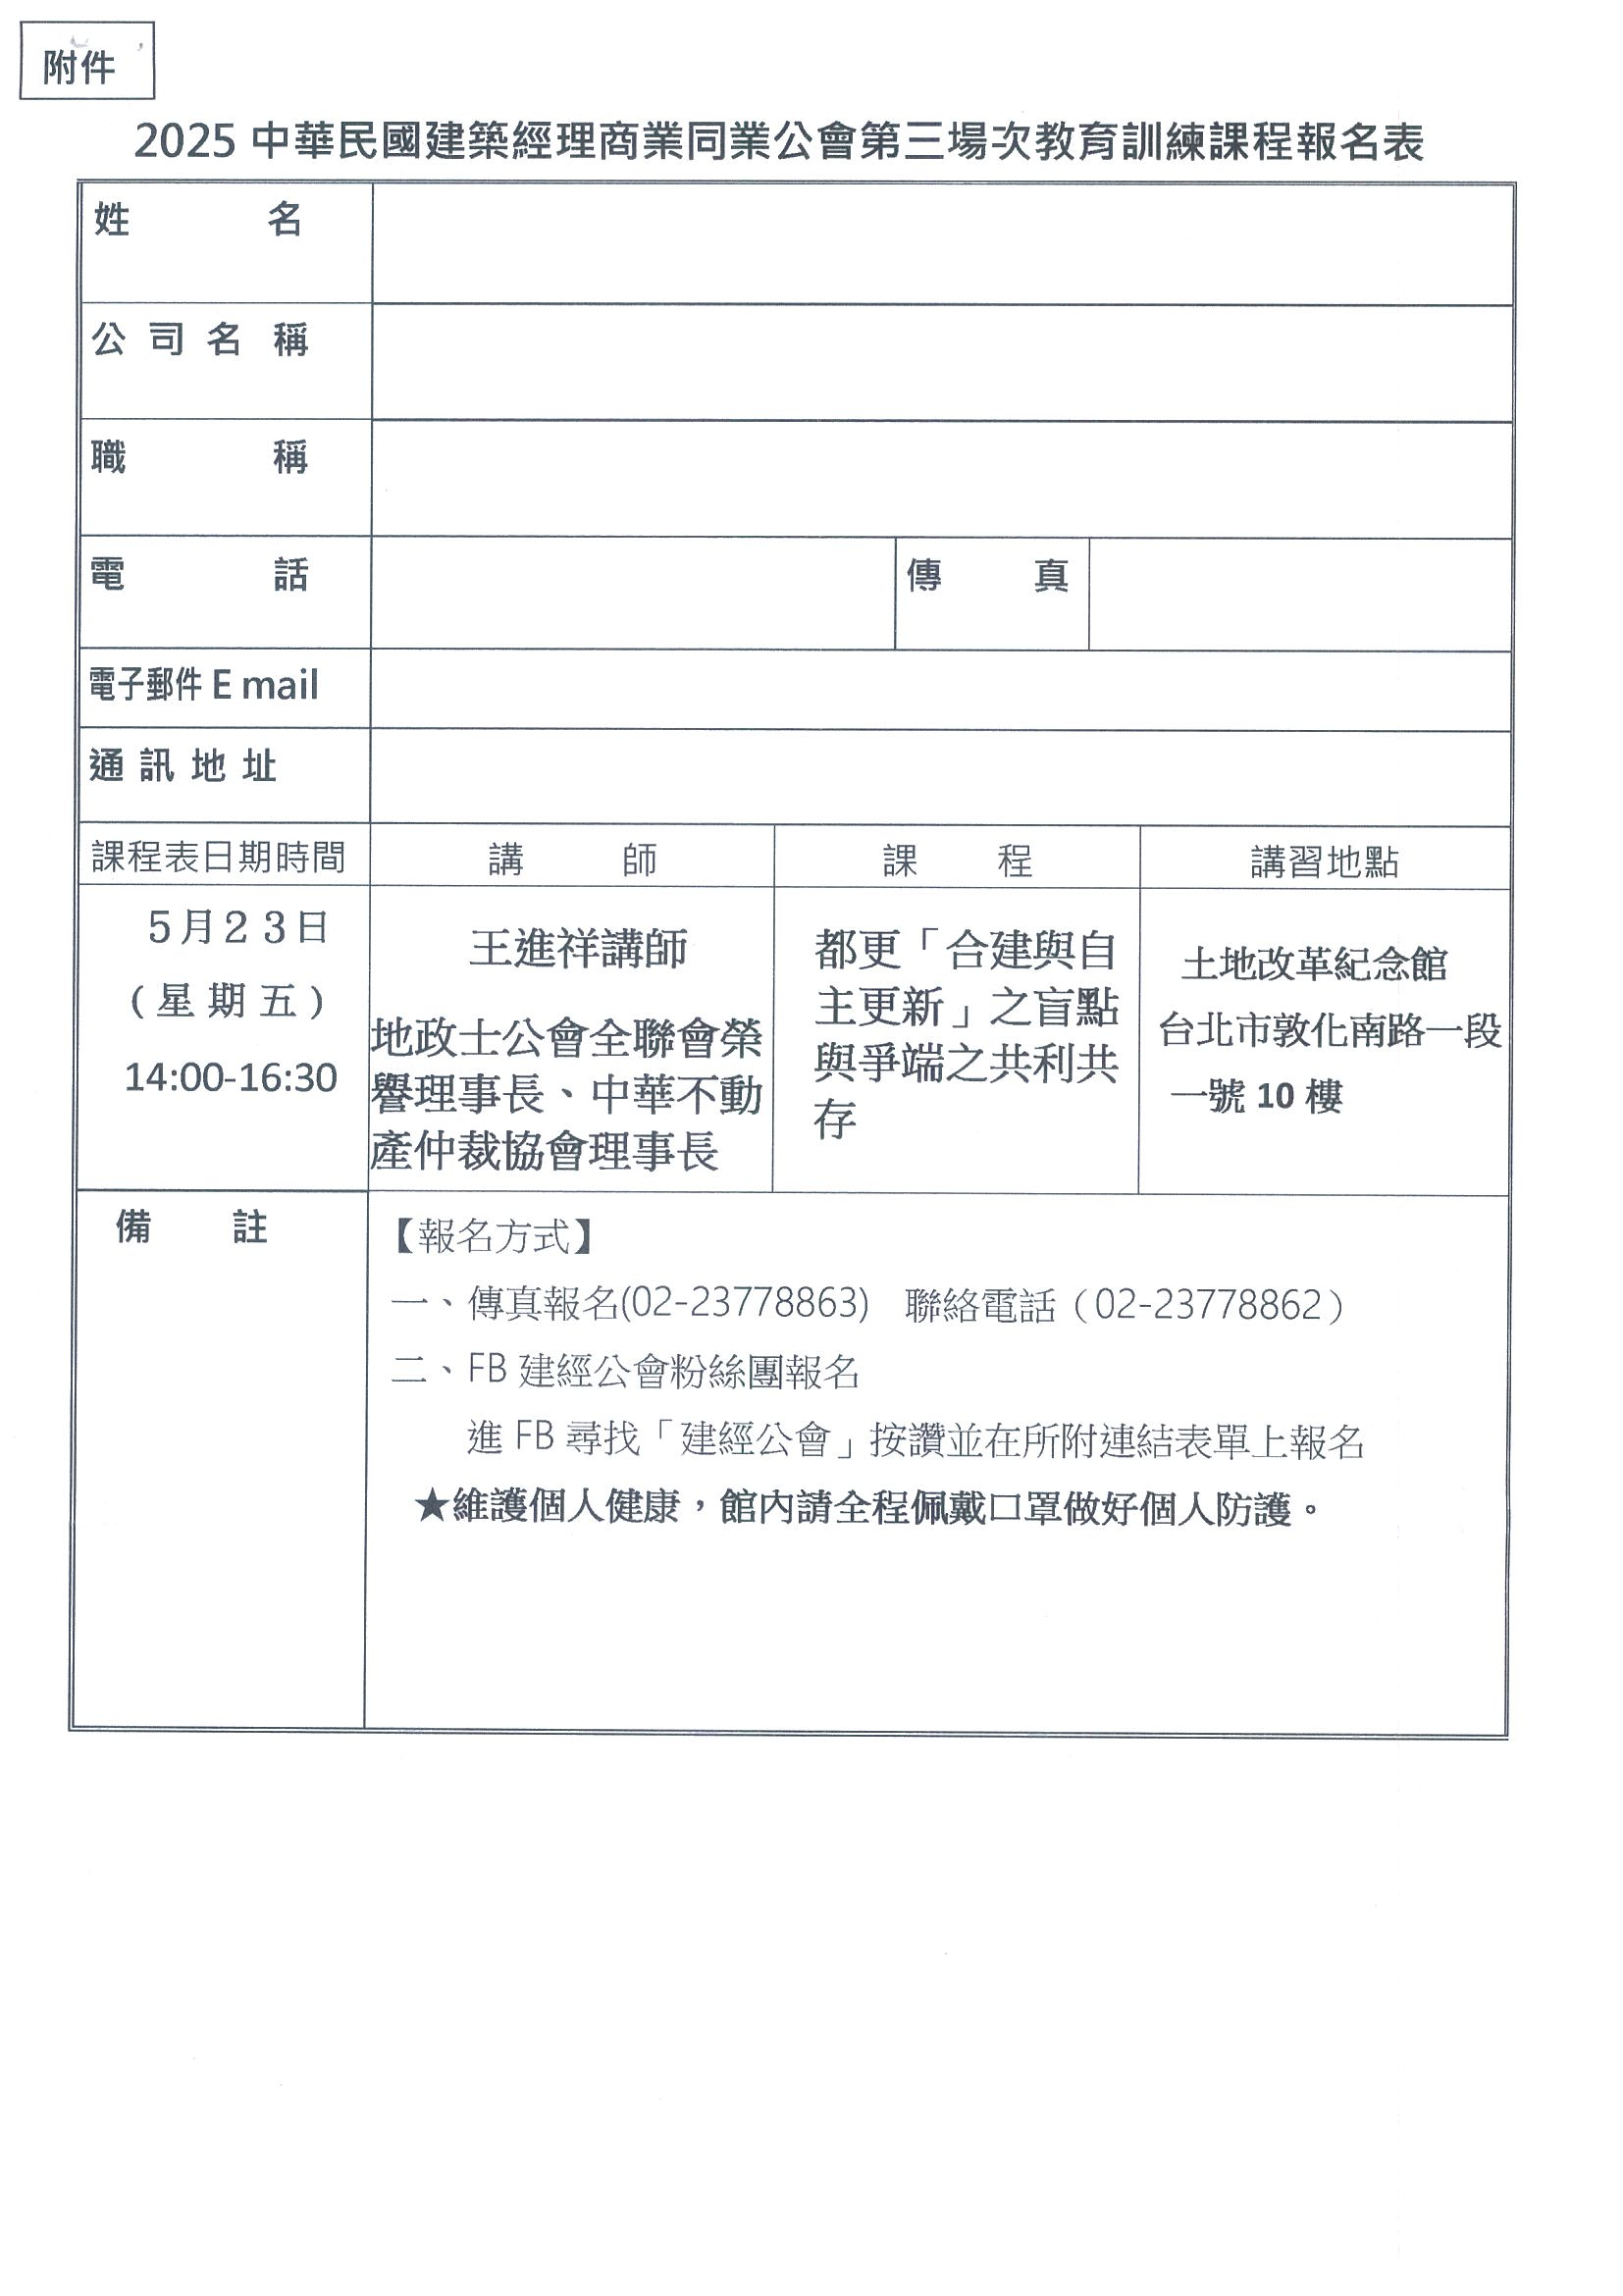 附件
2025 中華民國建築經理商業同業公會第三場次教育訓練課程報名表
姓 名
公 司 名 稱
職 稱
電 話 傳 真
電子郵件 E mail
通 訊 地 址
課程表日期時間 講 師 課 程 講習地點
5月23日
(星期五)
14:00-16:30
王進祥講師
地政士公會全聯會榮
譽理事長、中華不動
產仲裁協會理事長
都更「合建與自
主更新」之盲點
與爭端之共利共
存
土地改革紀念館
台北市敦化南路一段
一號 10 樓
備 註
【報名方式】
一、傳真報名(02-23778863) 聯絡電話（02-23778862）
二、FB 建經公會粉絲團報名
進 FB 尋找「建經公會」按讚並在所附連結表單上報名
★維護個人健康，館內請全程佩戴口罩做好個人防護。